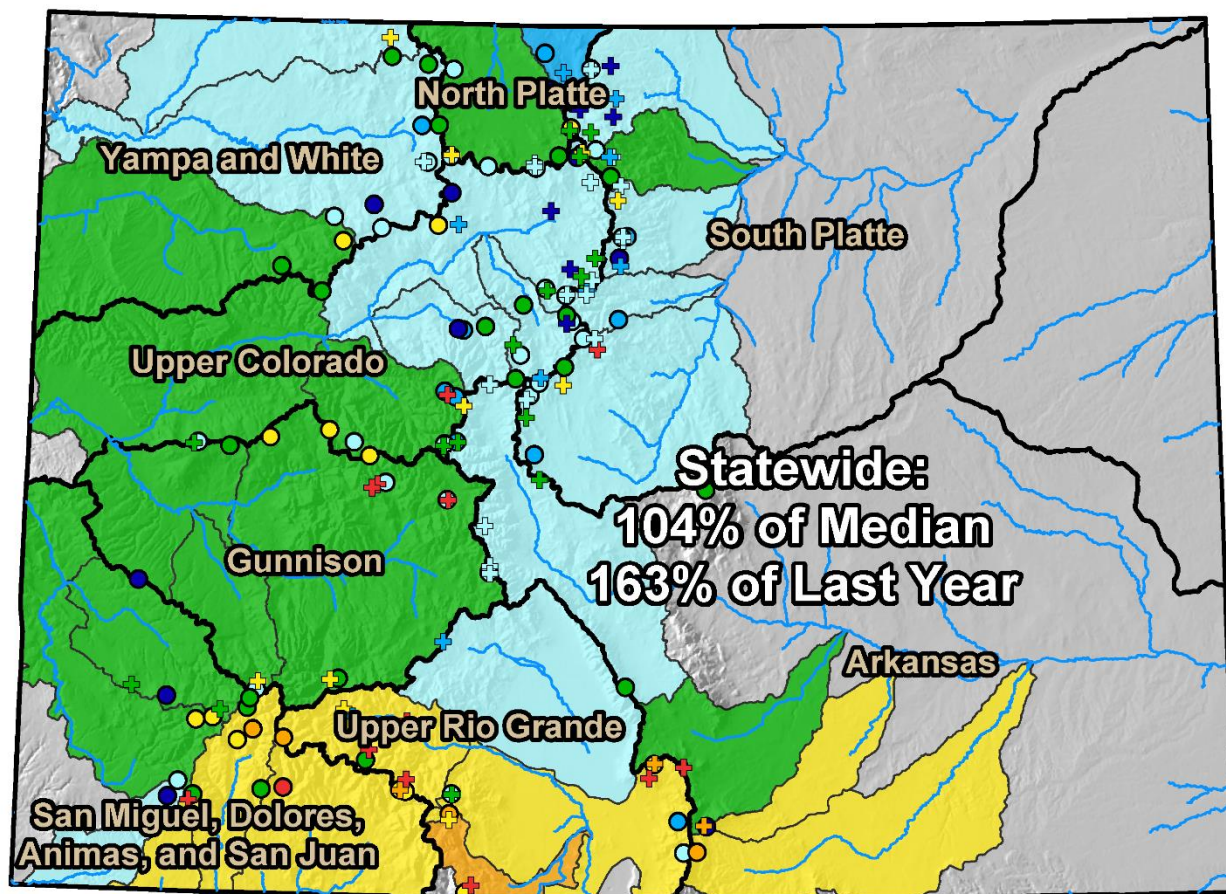 North Platte
Yampa and White
South Platte
Upper Colorado
Statewide:
104% of Median
163% of Last Year
Gunnison
Arkansas
Upper Rio Grande
San Miguel, Dolores,
Animas, and San Juan